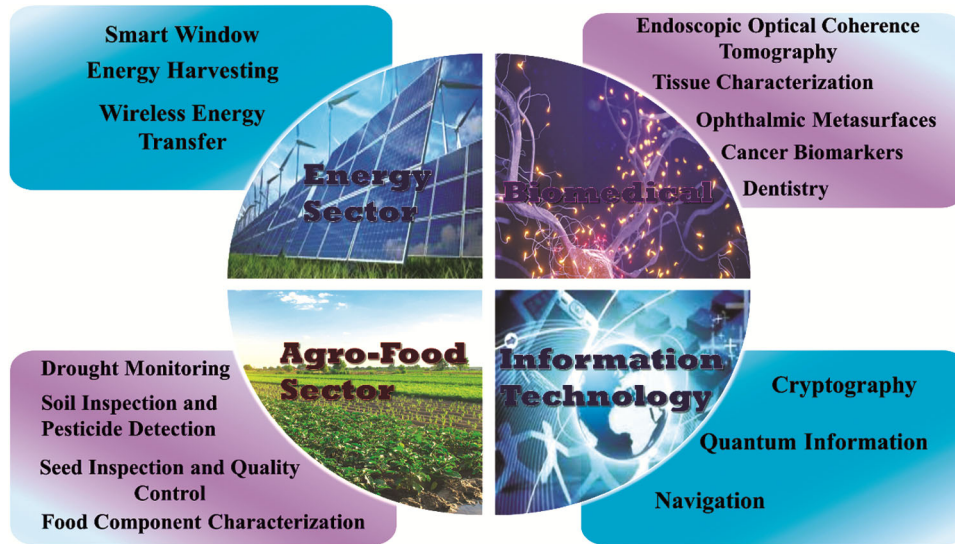 Smart Window
Energy Harvesting
Wireless Energy
Transfer
Energy
Sector
Endoscopic Optical Coherence
Tomography
Tissue Characterization
Ophthalmic Metasurfaces
Cancer Biomarkers
Dentistry
Biomedical
Drought Monitoring
Soil Inspection and
Pesticide Detection
Seed Inspection and Quality
Control
Food Component Characterization
Agro-Food
Sector
Information
Technology
Cryptography
Quantum Information
Navigation